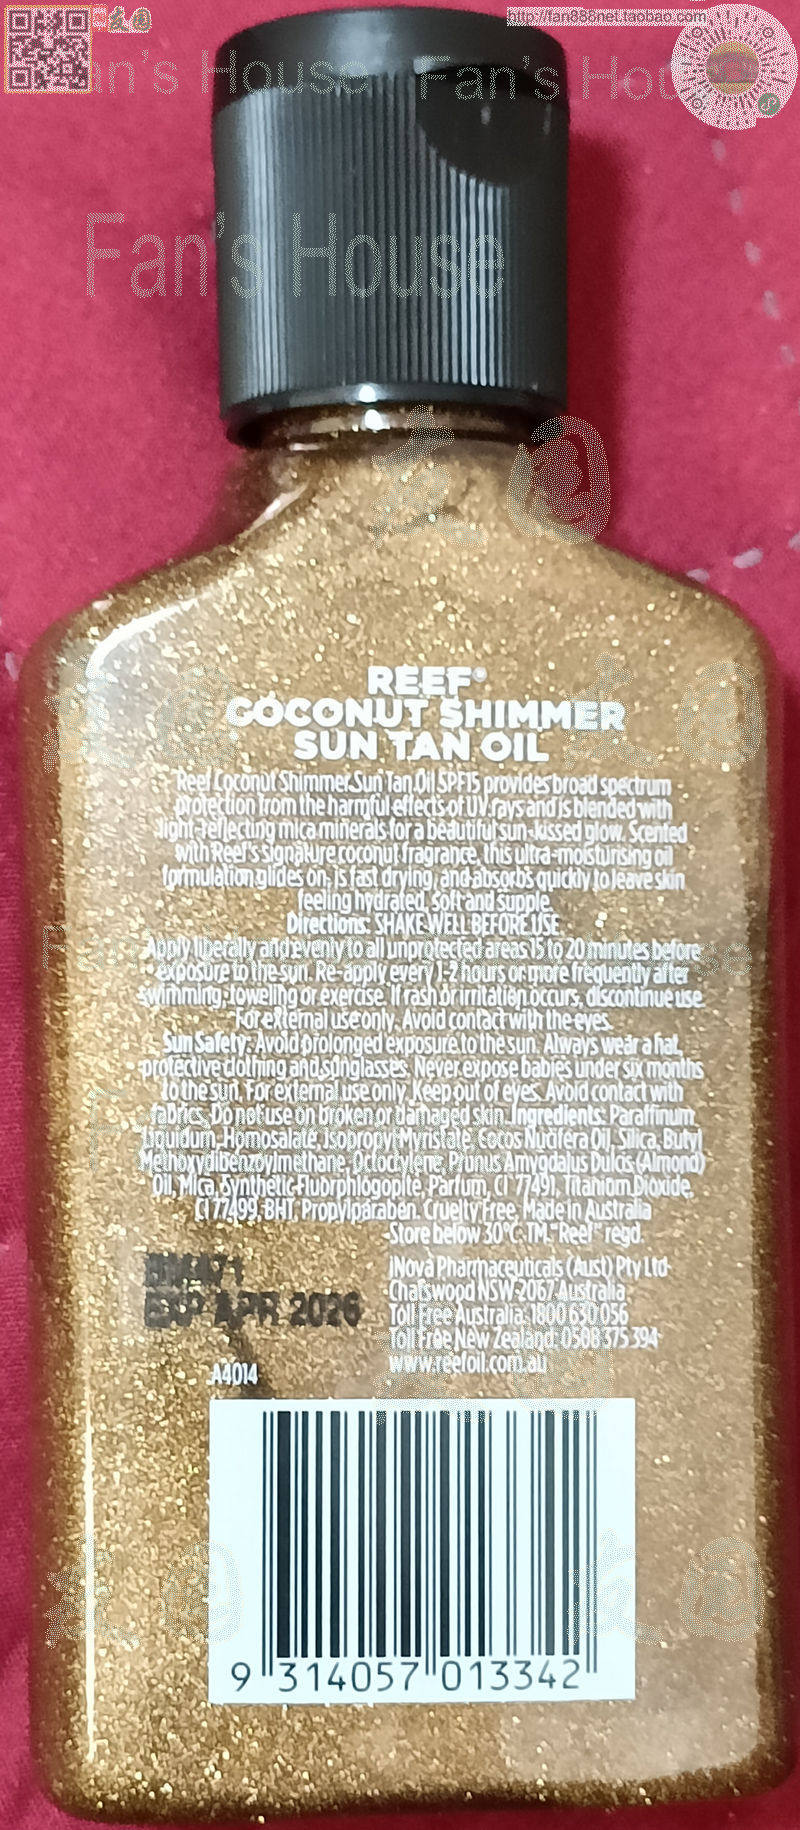 http://fan888net.taobao.com
Fan's House Fan's Hou
Fan's House
REEF®
COCONUT SHIMMER
SUN TAN OIL
Reef Coconut Shimmer Sun Tan Oil SPF15 provides broad spectrum
protection from the harmful effects of UV rays and is blended with
light-reflecting mica minerals for a beautiful sun-kissed glow. Scented
with Reef's signature coconut fragrance, this ultra-moisturising oil
formulation glides on, is fast drying, and absorbs quickly to leave skin
feeling hydrated, soft and supple.
Directions: SHAKE WELL BEFORE USE
Apply liberally and evenly to all unprotected areas 15 to 20 minutes before
exposure to the sun. Re-apply every 1-2 hours or more frequently after
swimming, toweling or exercise. If rash or irritation occurs, discontinue use.
For external use only. Avoid contact with the eyes.
Sun Safety: Avoid prolonged exposure to the sun. Always wear a hat,
protective clothing and sunglasses. Never expose babies under six months
to the sun. For external use only. Keep out of eyes. Avoid contact with
fabrics. Do not use on broken or damaged skin. Ingredients: Paraffinum
Liquidum, Homosalate, Isopropyl Myristate, Cocos Nucifera Oil, Silica, Butyl
Methoxydibenzoylmethane, Octocrylene, Prunus Amygdalus Dulcis (Almond)
Oil, Mica, Synthetic Fluorphlogopite, Parfum, CI 77491, Titanium Dioxide,
CI 77499, BHT, Propylparaben. Cruelty Free. Made in Australia
Store below 30°C. TM "Reef" regd.
iNova Pharmaceuticals (Aust) Pty Ltd
Chatswood NSW 2067 Australia
EXP APR 2026
Toll Free Australia: 1800 630 056
Toll Free New Zealand: 0508 375 394
www.reefoil.com.au
A4014
9 314057 013342